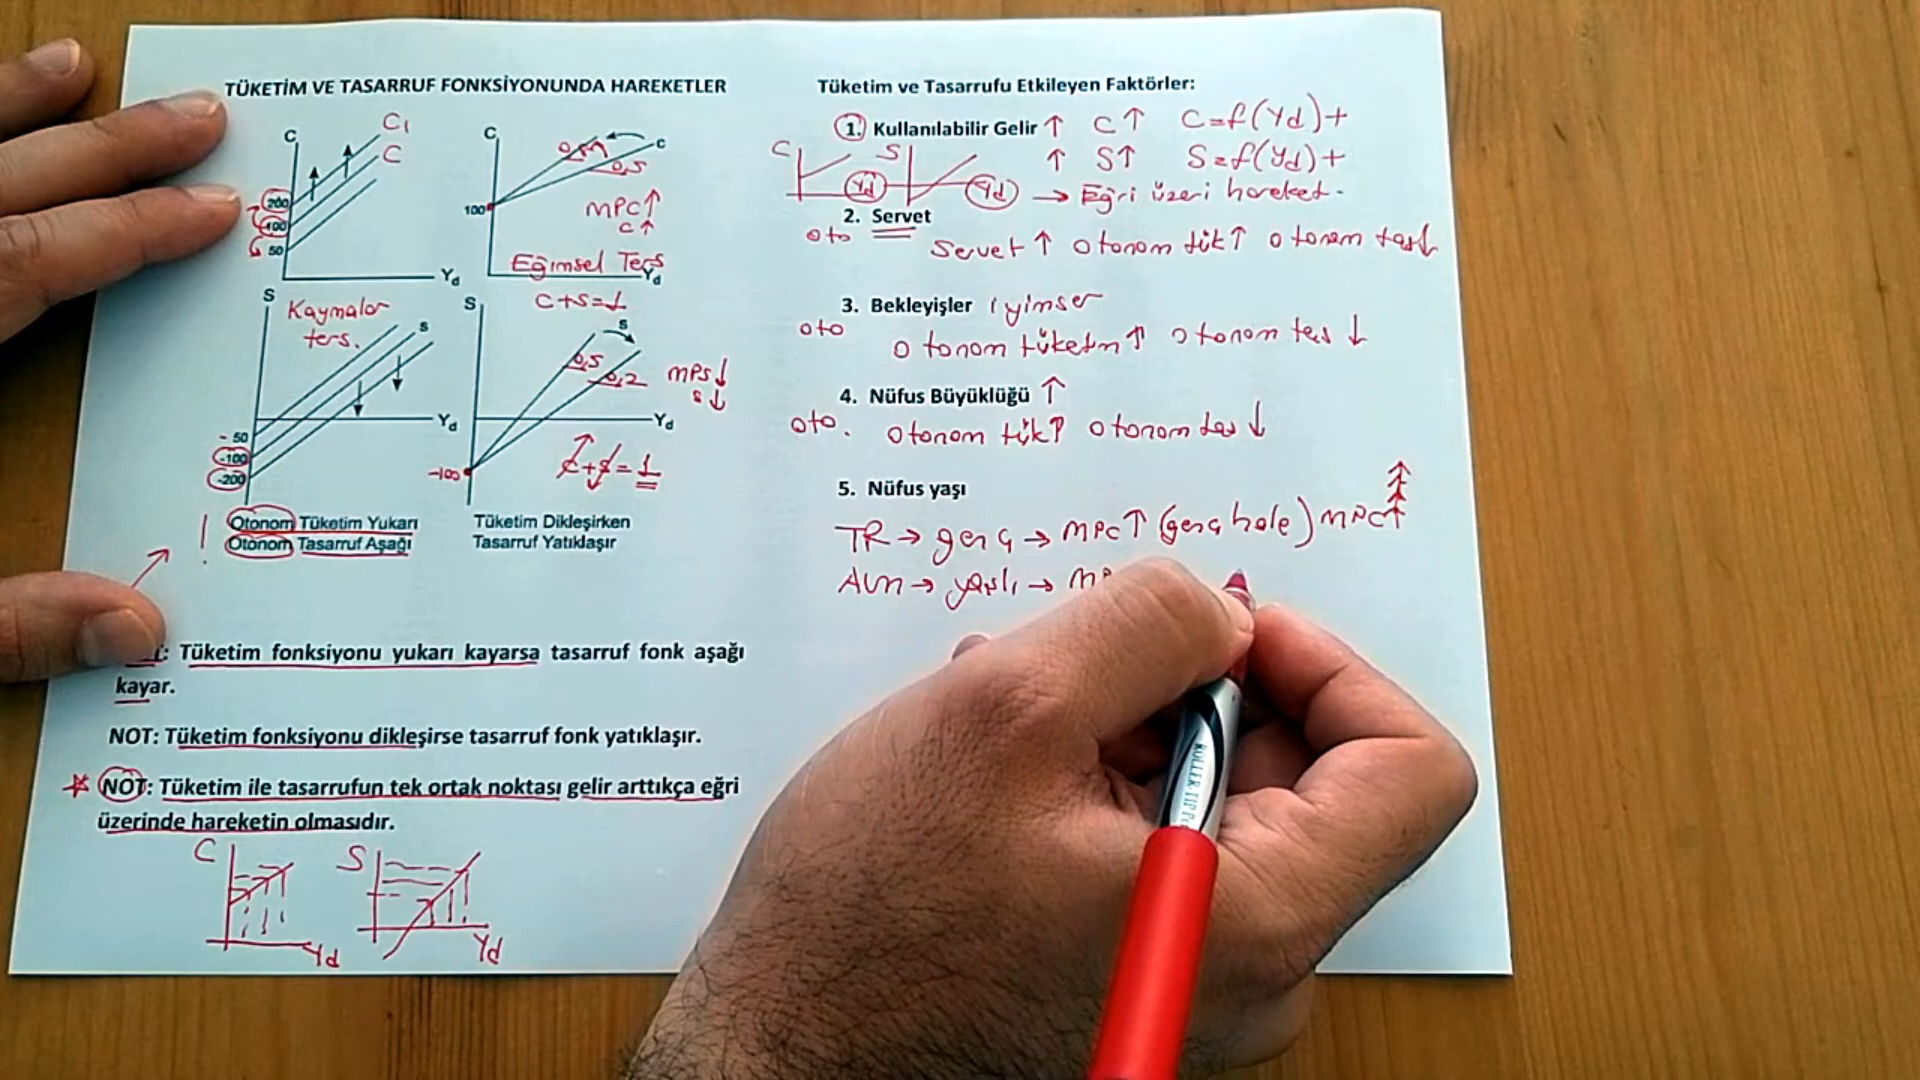 TÜKETİM VE TASARRUF FONKSİYONUNDA HAREKETLER
C
C1
C
200
100
50
Yd
C
0,5
C
100
MPC↑
C↑
Eğimsel Ters
Yd
S
Kaymalar
ters.
S
Yd
- 50
-100
-200
S
C+S=1
S
0,5
0,2
MPS↓
S↓
Yd
-100
C+S=1
! Otonom Tüketim Yukarı
Otonom Tasarruf Aşağı
Tüketim Dikleşirken
Tasarruf Yatıklaşır
: Tüketim fonksiyonu yukarı kayarsa tasarruf fonk aşağı
kayar.
NOT: Tüketim fonksiyonu dikleşirse tasarruf fonk yatıklaşır.
NOT: Tüketim ile tasarrufun tek ortak noktası gelir arttıkça eğri
üzerinde hareketin olmasıdır.
C
Yd
S
Yd
Tüketim ve Tasarrufu Etkileyen Faktörler:
1. Kullanılabilir Gelir ↑ C↑ C=f(Yd)+
↑ S↑ S=f(Yd)+
C Yd S Yd → Eğri üzeri hareket.
2. Servet
oto Servet ↑ otonom tük↑ otonom tas↓
3. Bekleyişler iyimser
oto otonom tüketm↑ otonom tas ↓
4. Nüfus Büyüklüğü ↑
oto. otonom tük↑ otonom tas ↓
5. Nüfus yaşı
TR → genç → MPC↑ (genç hale) MPC↑
ALM → yaşlı →
ROLLER TIP